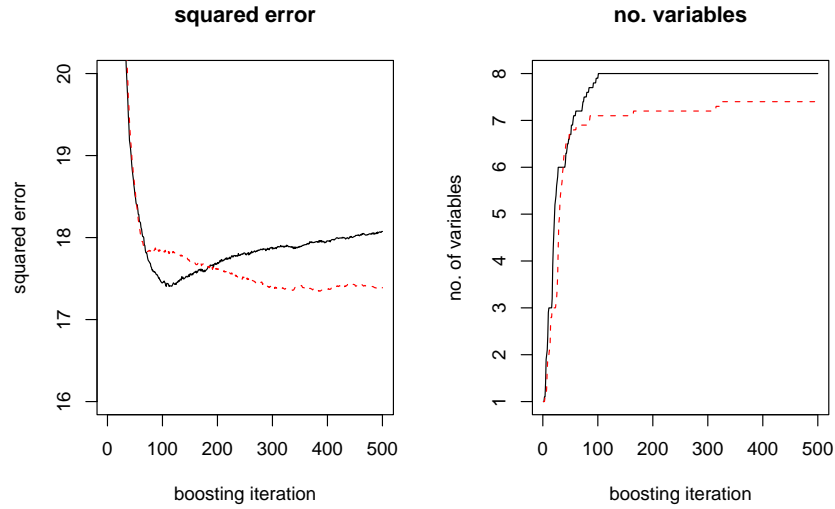 squared error
squared error
16 17 18 19 20
0 100 200 300 400 500
boosting iteration
no. variables
no. of variables
1 2 3 4 5 6 7 8
0 100 200 300 400 500
boosting iteration